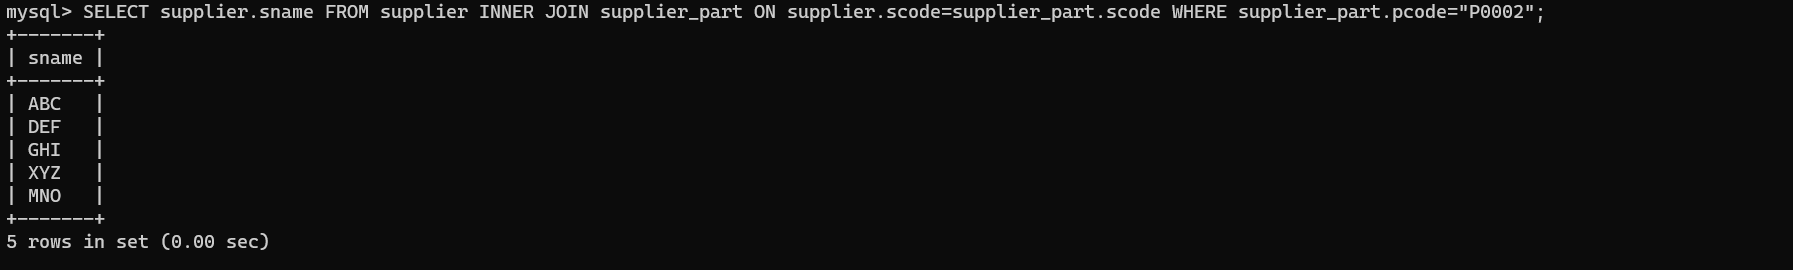 mysql> SELECT supplier.sname FROM supplier INNER JOIN supplier_part ON supplier.scode=supplier_part.scode WHERE supplier_part.pcode="P0002";
+-------+
| sname |
+-------+
| ABC   |
| DEF   |
| GHI   |
| XYZ   |
| MNO   |
+-------+
5 rows in set (0.00 sec)